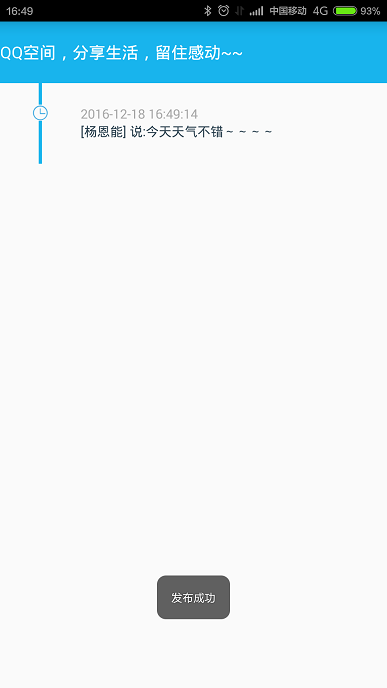 16:49 中国移动 4G 93%
QQ空间，分享生活，留住感动~~
2016-12-18 16:49:14
[杨恩能] 说:今天天气不错～～～～
发布成功